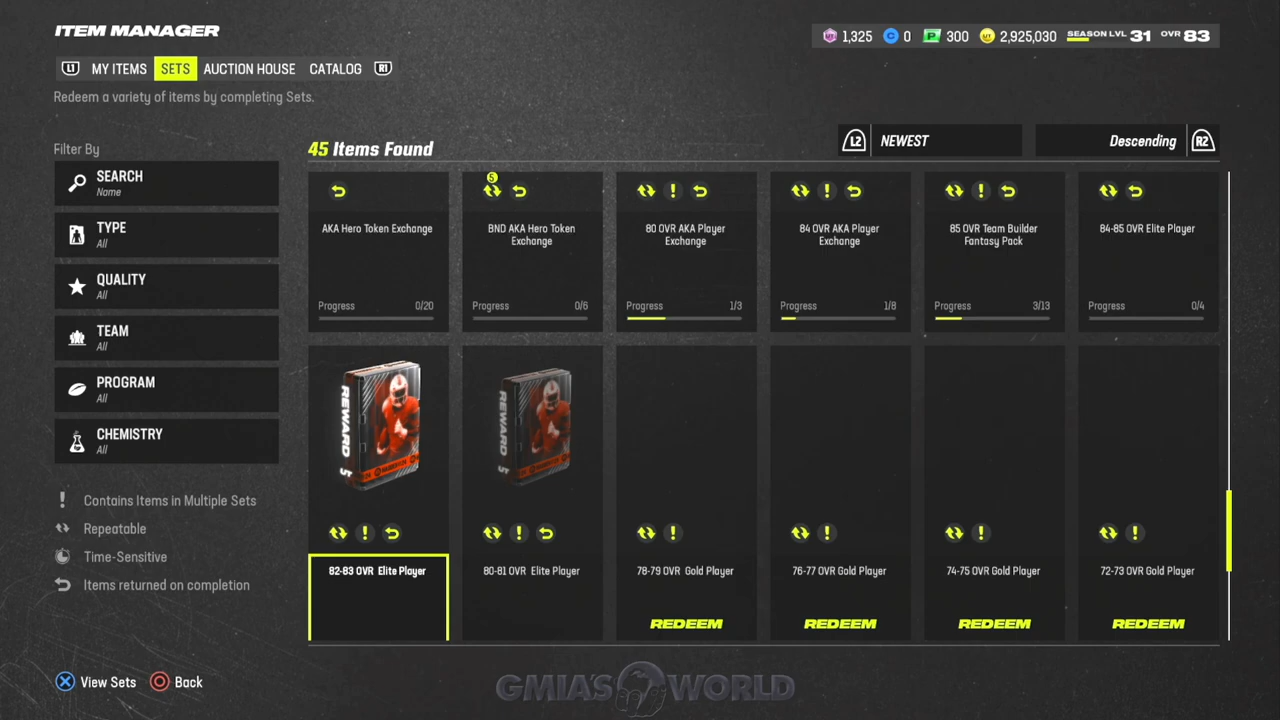 ITEM MANAGER
1,325
0
300
2,925,030
SEASON LVL 31
OVR 83
L1
MY ITEMS
SETS
AUCTION HOUSE
CATALOG
R1
Redeem a variety of items by completing Sets.
Filter By
45 Items Found
L2
NEWEST
Descending
R2
SEARCH
Name
TYPE
All
QUALITY
All
TEAM
All
PROGRAM
All
CHEMISTRY
All
! Contains Items in Multiple Sets
Repeatable
Time-Sensitive
Items returned on completion
AKA Hero Token Exchange
Progress 0/20
5
BND AKA Hero Token
Exchange
Progress 0/6
!
80 OVR AKA Player
Exchange
Progress 1/3
!
84 OVR AKA Player
Exchange
Progress 1/8
!
85 OVR Team Builder
Fantasy Pack
Progress 3/13
84-85 OVR Elite Player
Progress 0/4
REWARD
UT
!
82-83 OVR Elite Player
REWARD
UT
!
80-81 OVR Elite Player
!
78-79 OVR Gold Player
REDEEM
!
76-77 OVR Gold Player
REDEEM
!
74-75 OVR Gold Player
REDEEM
!
72-73 OVR Gold Player
REDEEM
View Sets
Back
GMIA'S WORLD